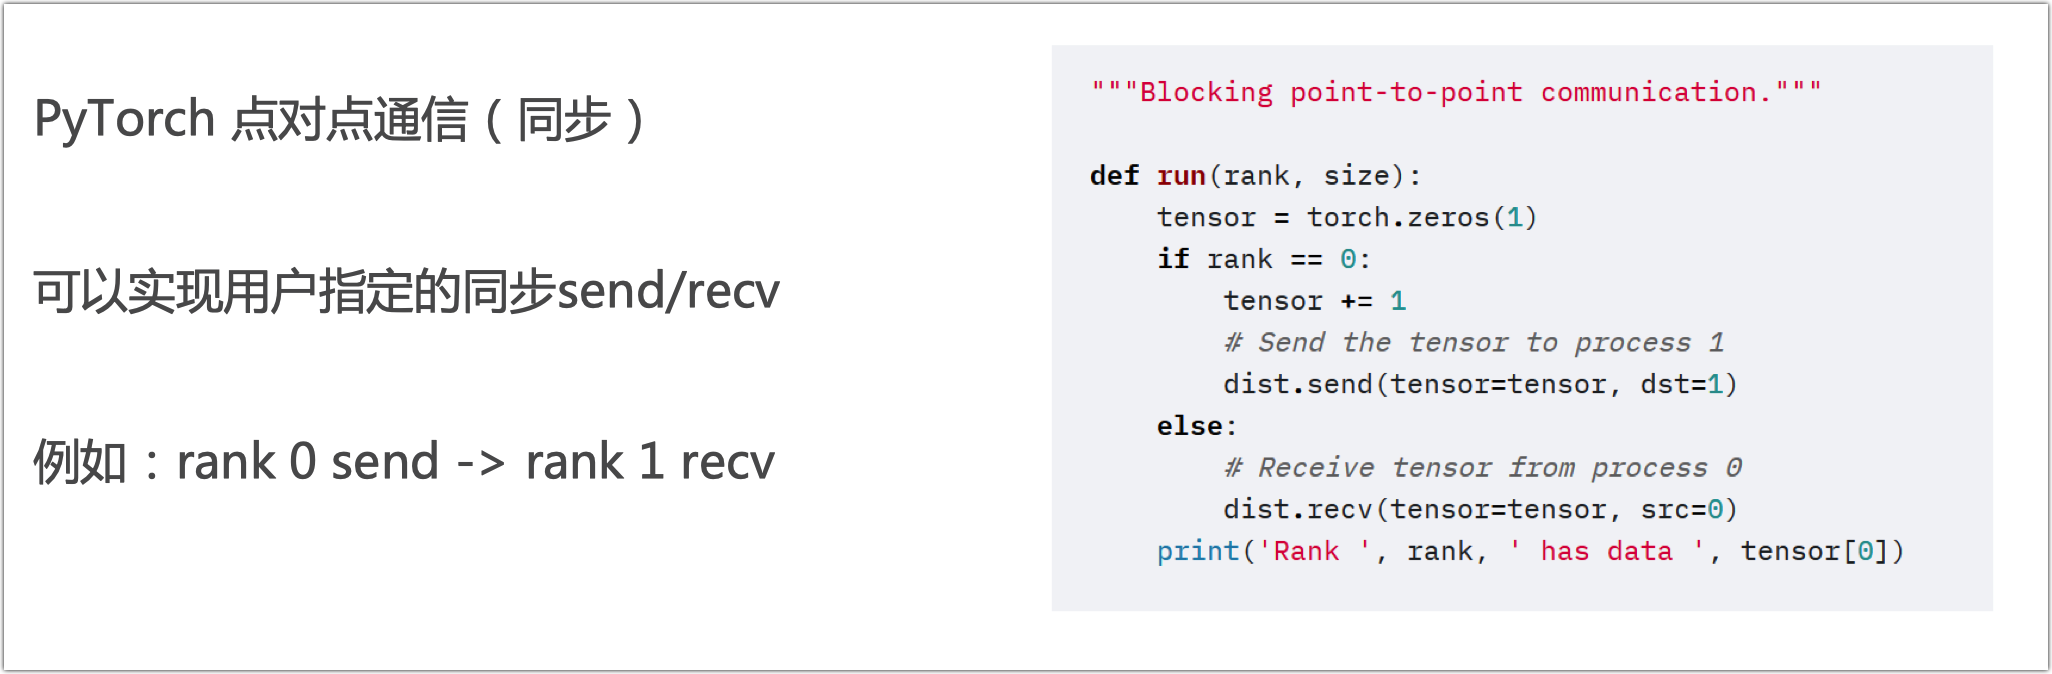 PyTorch 点对点通信（同步）
可以实现用户指定的同步send/recv
例如：rank 0 send -> rank 1 recv
"""Blocking point-to-point communication."""
def run(rank, size):
    tensor = torch.zeros(1)
    if rank == 0:
        tensor += 1
        # Send the tensor to process 1
        dist.send(tensor=tensor, dst=1)
    else:
        # Receive tensor from process 0
        dist.recv(tensor=tensor, src=0)
    print('Rank ', rank, ' has data ', tensor[0])